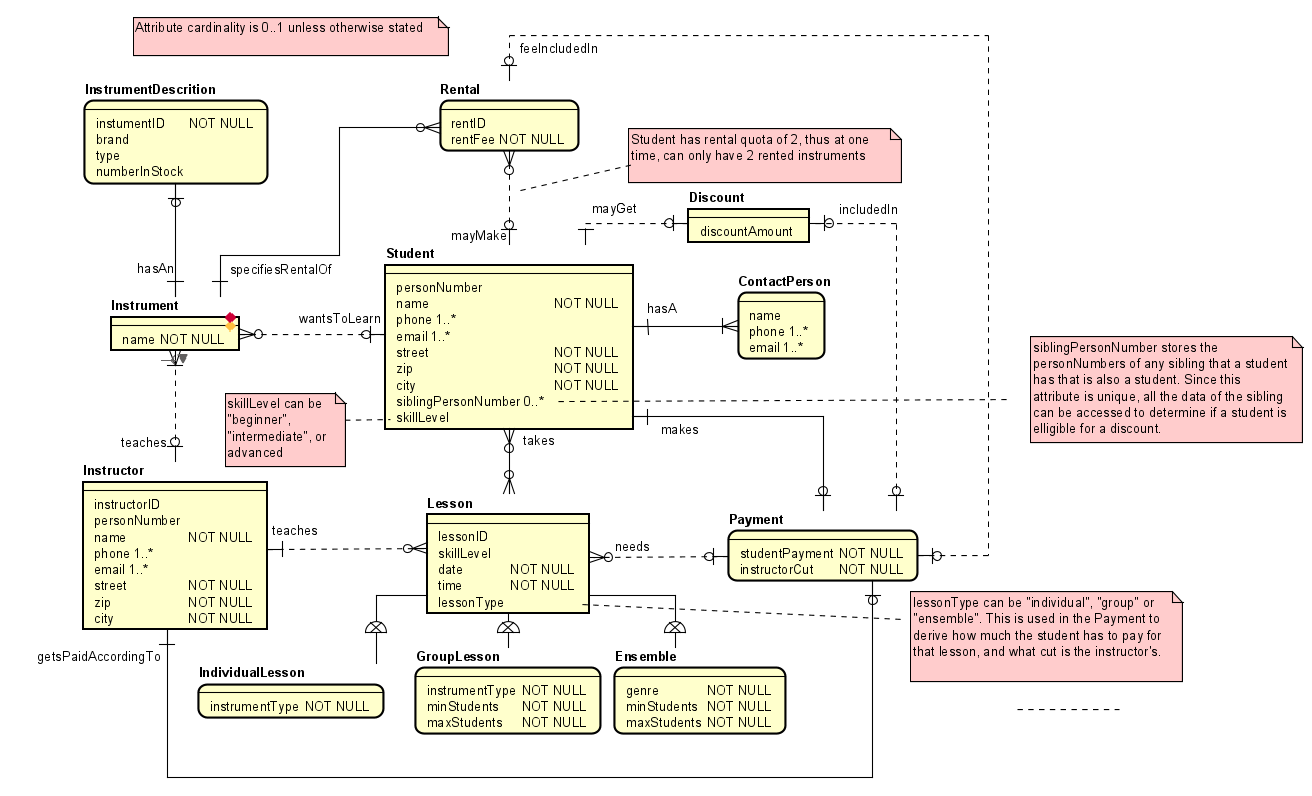 Attribute cardinality is 0..1 unless otherwise stated
feeIncludedIn
InstrumentDescrition
instumentID NOT NULL
brand
type
numberInStock
Rental
rentID
rentFee NOT NULL
Student has rental quota of 2, thus at one
time, can only have 2 rented instruments
Discount
discountAmount
mayGet
includedIn
mayMake
hasAn
specifiesRentalOf
Student
personNumber
name NOT NULL
phone 1..*
email 1..*
street NOT NULL
zip NOT NULL
city NOT NULL
siblingPersonNumber 0..*
skillLevel
ContactPerson
name
phone 1..*
email 1..*
hasA
Instrument
name NOT NULL
wantsToLearn
siblingPersonNumber stores the
personNumbers of any sibling that a student
has that is also a student. Since this
attribute is unique, all the data of the sibling
can be accessed to determine if a student is
elligible for a discount.
skillLevel can be
"beginner",
"intermediate", or
advanced
makes
takes
teaches
Instructor
instructorID
personNumber
name NOT NULL
phone 1..*
email 1..*
street NOT NULL
zip NOT NULL
city NOT NULL
teaches
Lesson
lessonID
skillLevel
date NOT NULL
time NOT NULL
lessonType
needs
Payment
studentPayment NOT NULL
instructorCut NOT NULL
lessonType can be "individual", "group" or
"ensemble". This is used in the Payment to
derive how much the student has to pay for
that lesson, and what cut is the instructor's.
getsPaidAccordingTo
IndividualLesson
instrumentType NOT NULL
GroupLesson
instrumentType NOT NULL
minStudents NOT NULL
maxStudents NOT NULL
Ensemble
genre NOT NULL
minStudents NOT NULL
maxStudents NOT NULL